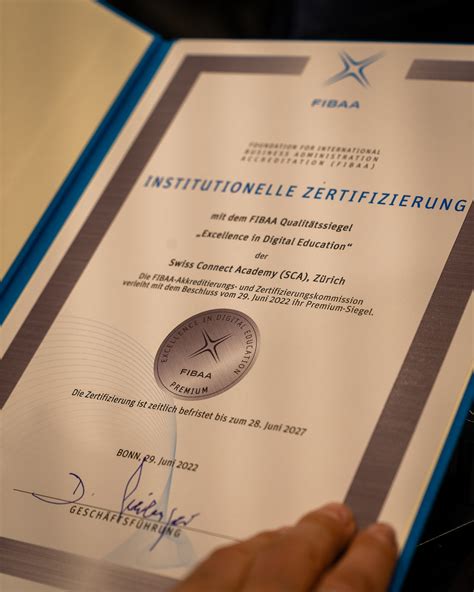 FIBAA
FOUNDATION FOR INTERNATIONAL
BUSINESS ADMINISTRATION
ACCREDITATION (FIBAA)
INSTITUTIONELLE ZERTIFIZIERUNG
mit dem FIBAA Qualitätssiegel
„Excellence in Digital Education"
der
Swiss Connect Academy (SCA), Zürich
Die FIBAA-Akkreditierungs- und Zertifizierungskommission
verleiht mit dem Beschluss vom 29. Juni 2022 ihr Premium-Siegel.
EXCELLENCE IN DIGITAL EDUCATION
FIBAA
PREMIUM
Die Zertifizierung ist zeitlich befristet bis zum 28. Juni 2027
BONN, 29. Juni 2022
GESCHÄFTSFÜHRUNG